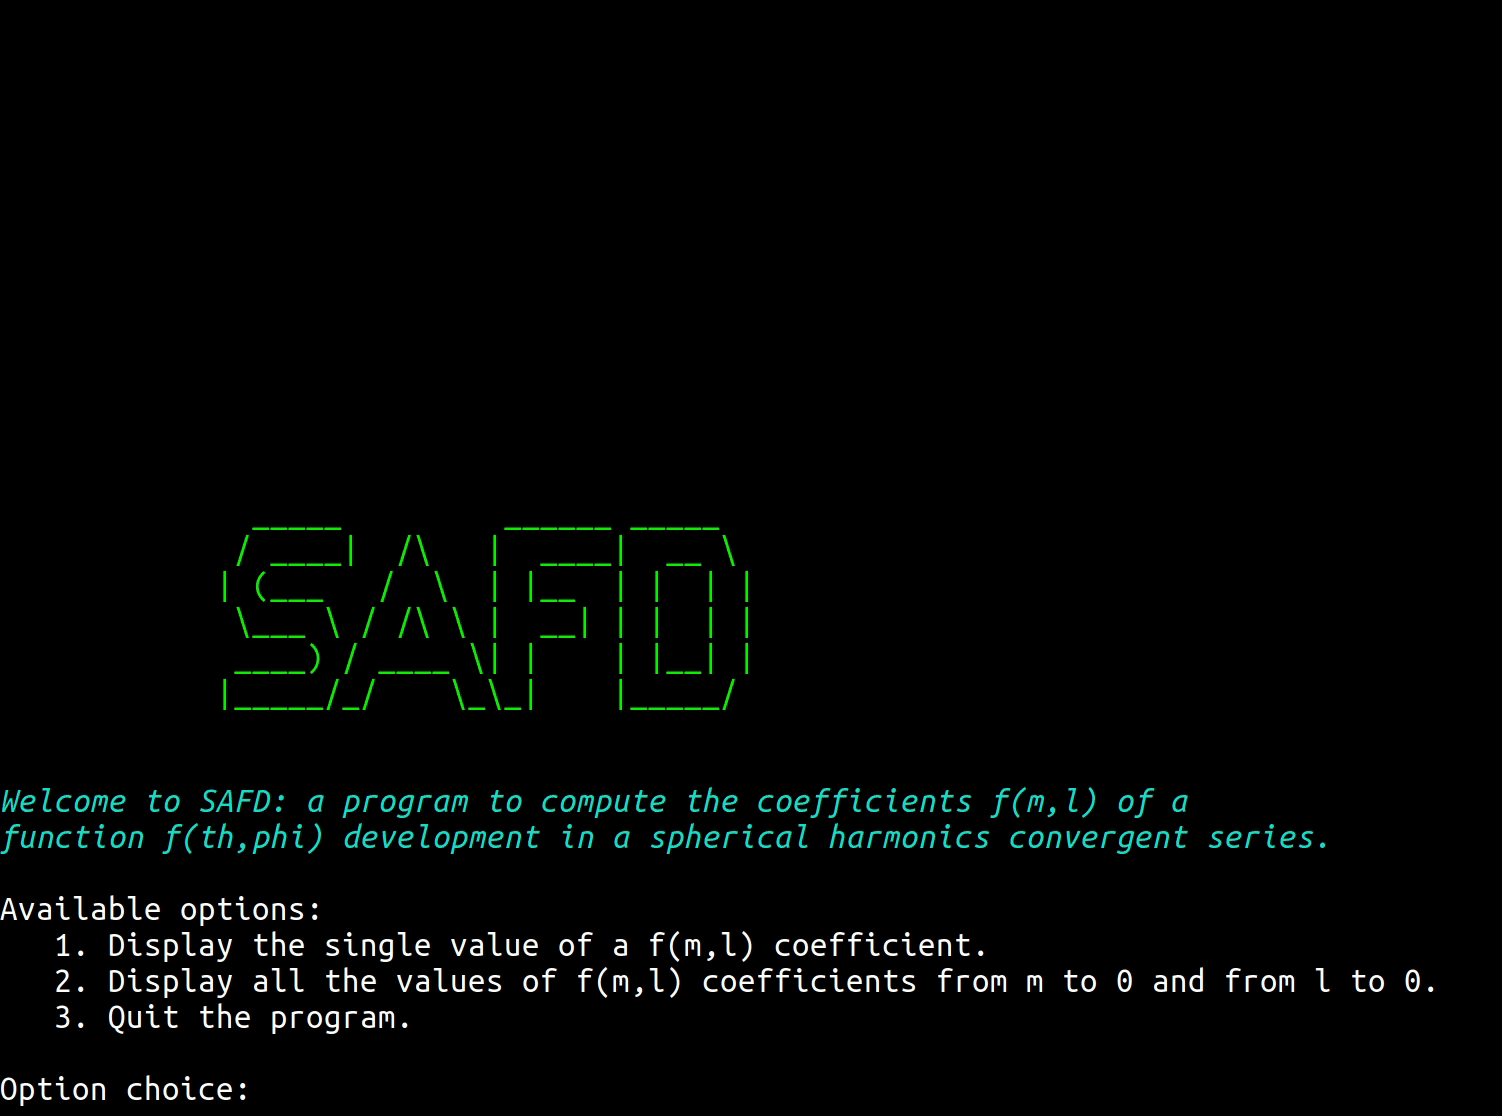 SAFD
Welcome to SAFD: a program to compute the coefficients f(m,l) of a
function f(th,phi) development in a spherical harmonics convergent series.
Available options:
1. Display the single value of a f(m,l) coefficient.
2. Display all the values of f(m,l) coefficients from m to 0 and from l to 0.
3. Quit the program.
Option choice: